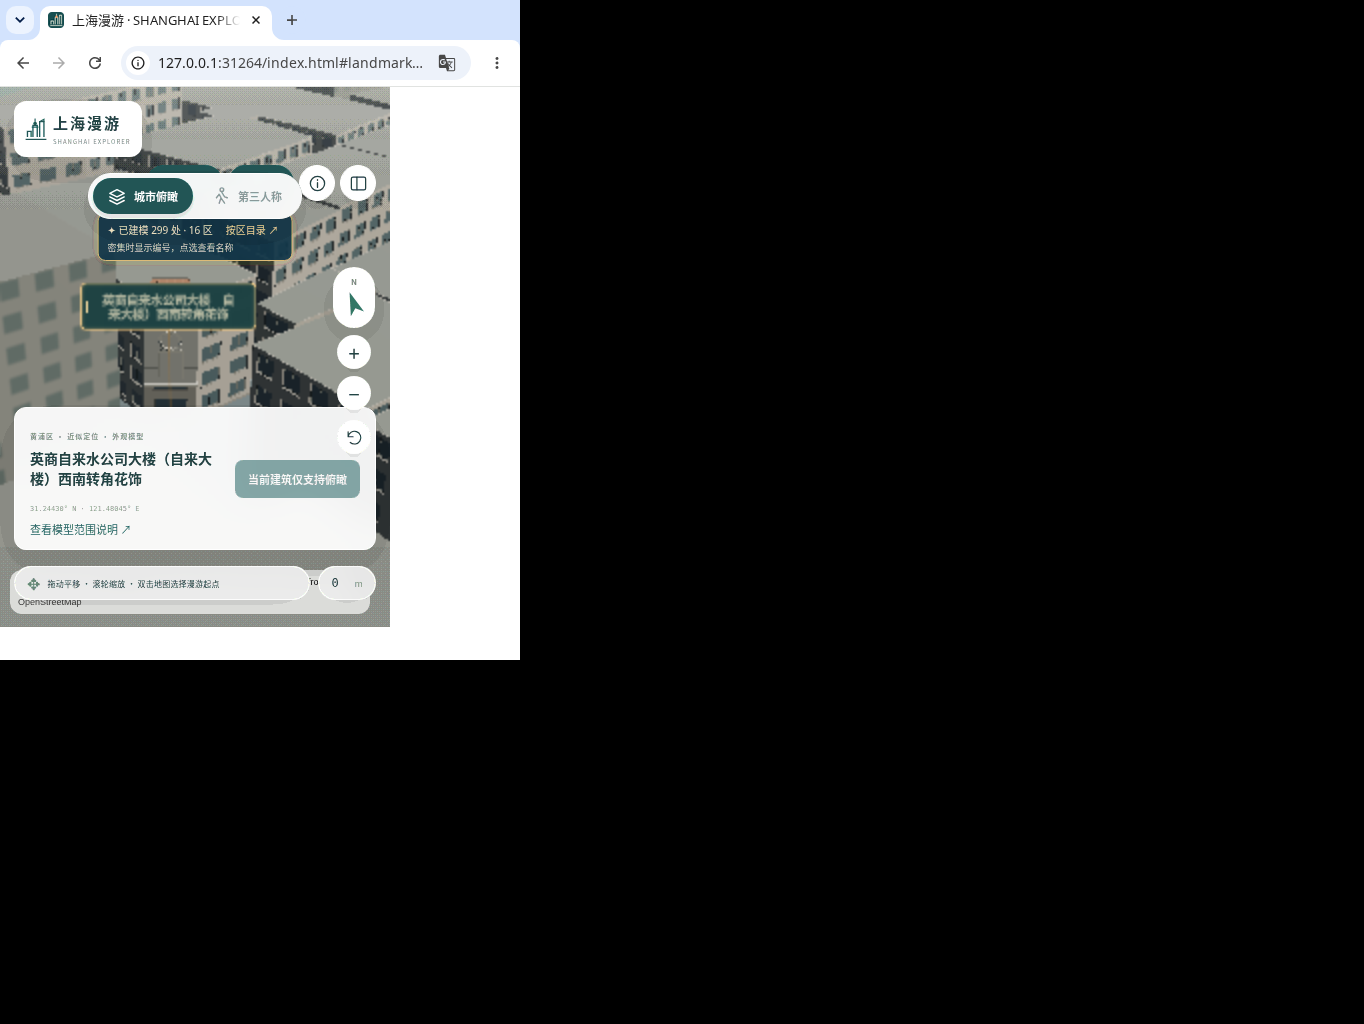 上海漫游 · SHANGHAI EXPLO
127.0.0.1:31264/index.html#landmark...
上海漫游
SHANGHAI EXPLORER
城市俯瞰
第三人称
✦ 已建模 299 处 · 16 区 按区目录 ↗
密集时显示编号，点选查看名称
N
英商自来水公司大楼（自
来大楼）西南转角花饰
+
−
黄浦区 · 近似定位 · 外观模型
英商自来水公司大楼（自来大
楼）西南转角花饰
当前建筑仅支持俯瞰
31.24430° N · 121.48045° E
查看模型范围说明 ↗
拖动平移 · 滚轮缩放 · 双击地图选择漫游起点
0 m
OpenStreetMap